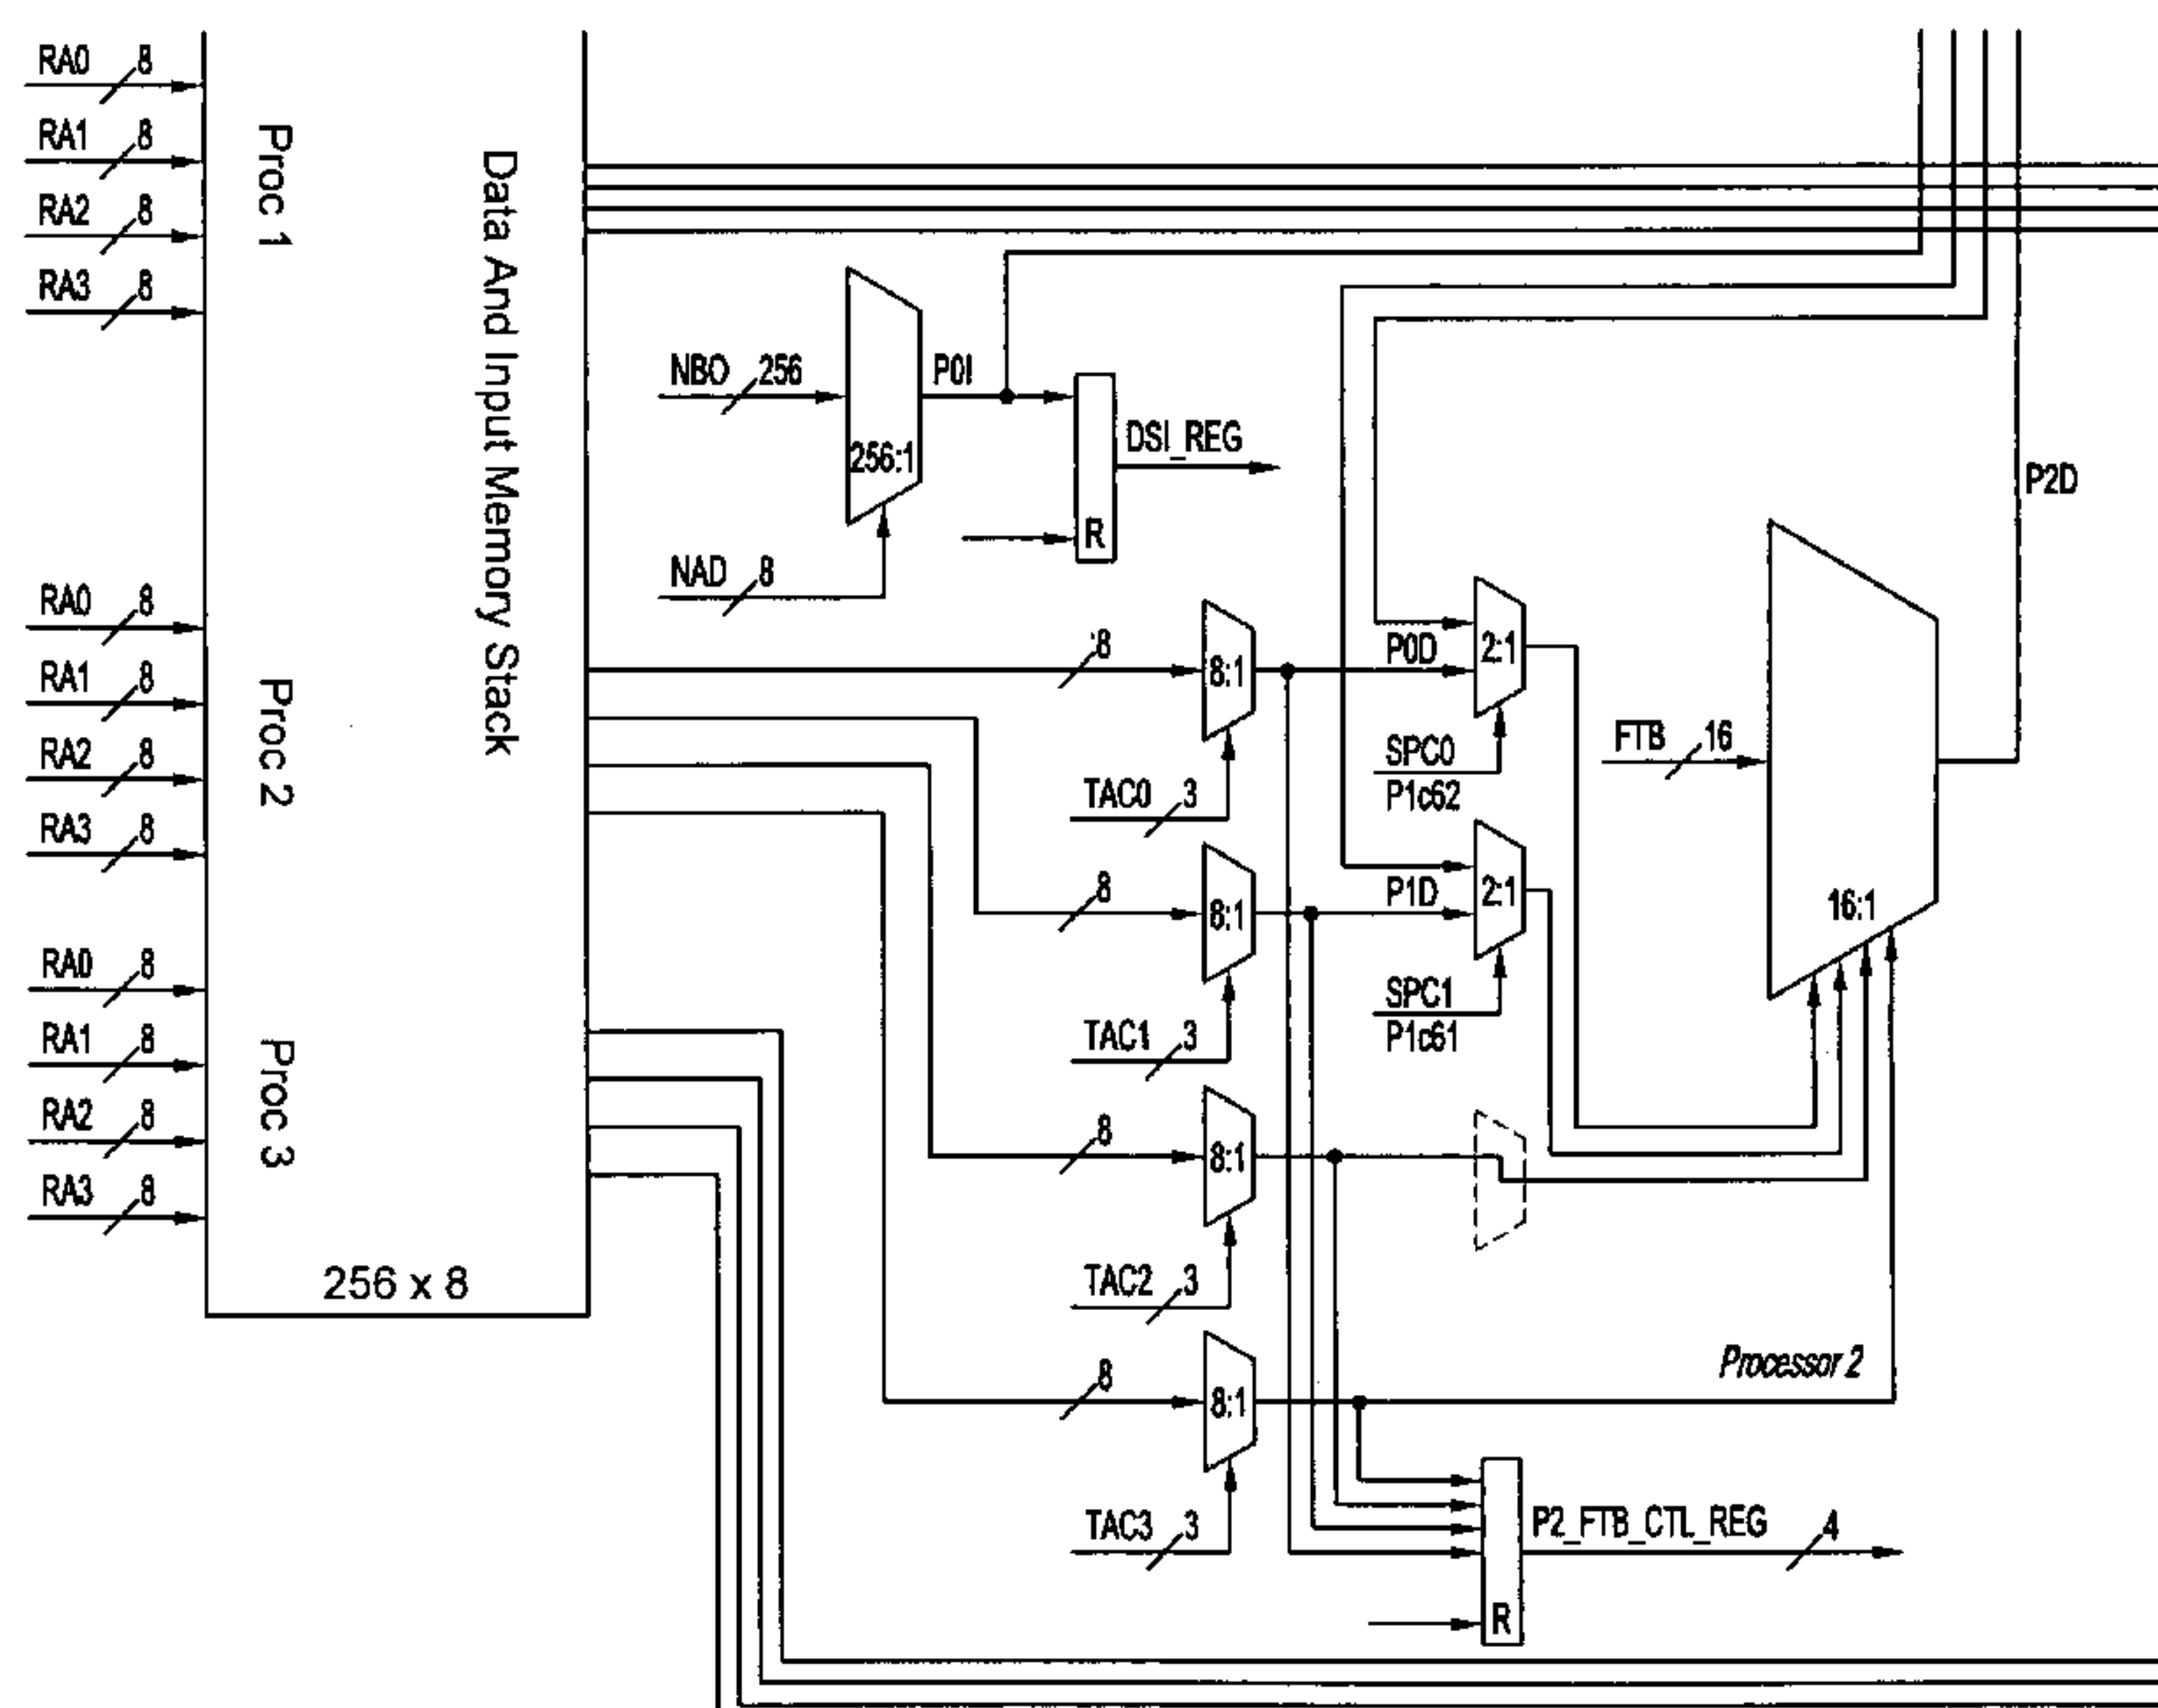 RA0 8
RA1 8
RA2 8
RA3 8
Proc 1
RA0 8
RA1 8
RA2 8
RA3 8
Proc 2
RA0 8
RA1 8
RA2 8
RA3 8
Proc 3
Data And Input Memory Stack
256 x 8
NBO 256
256:1
P0I
NAD 8
DSI_REG
R
8
8:1
TAC0 3
P0D
2:1
SPC0
P1c62
8
8:1
TAC1 3
P1D
2:1
SPC1
P1c61
8
8:1
TAC2 3
8
8:1
TAC3 3
FTB 16
16:1
P2D
Processor 2
P2_FTB_CTL_REG 4
R